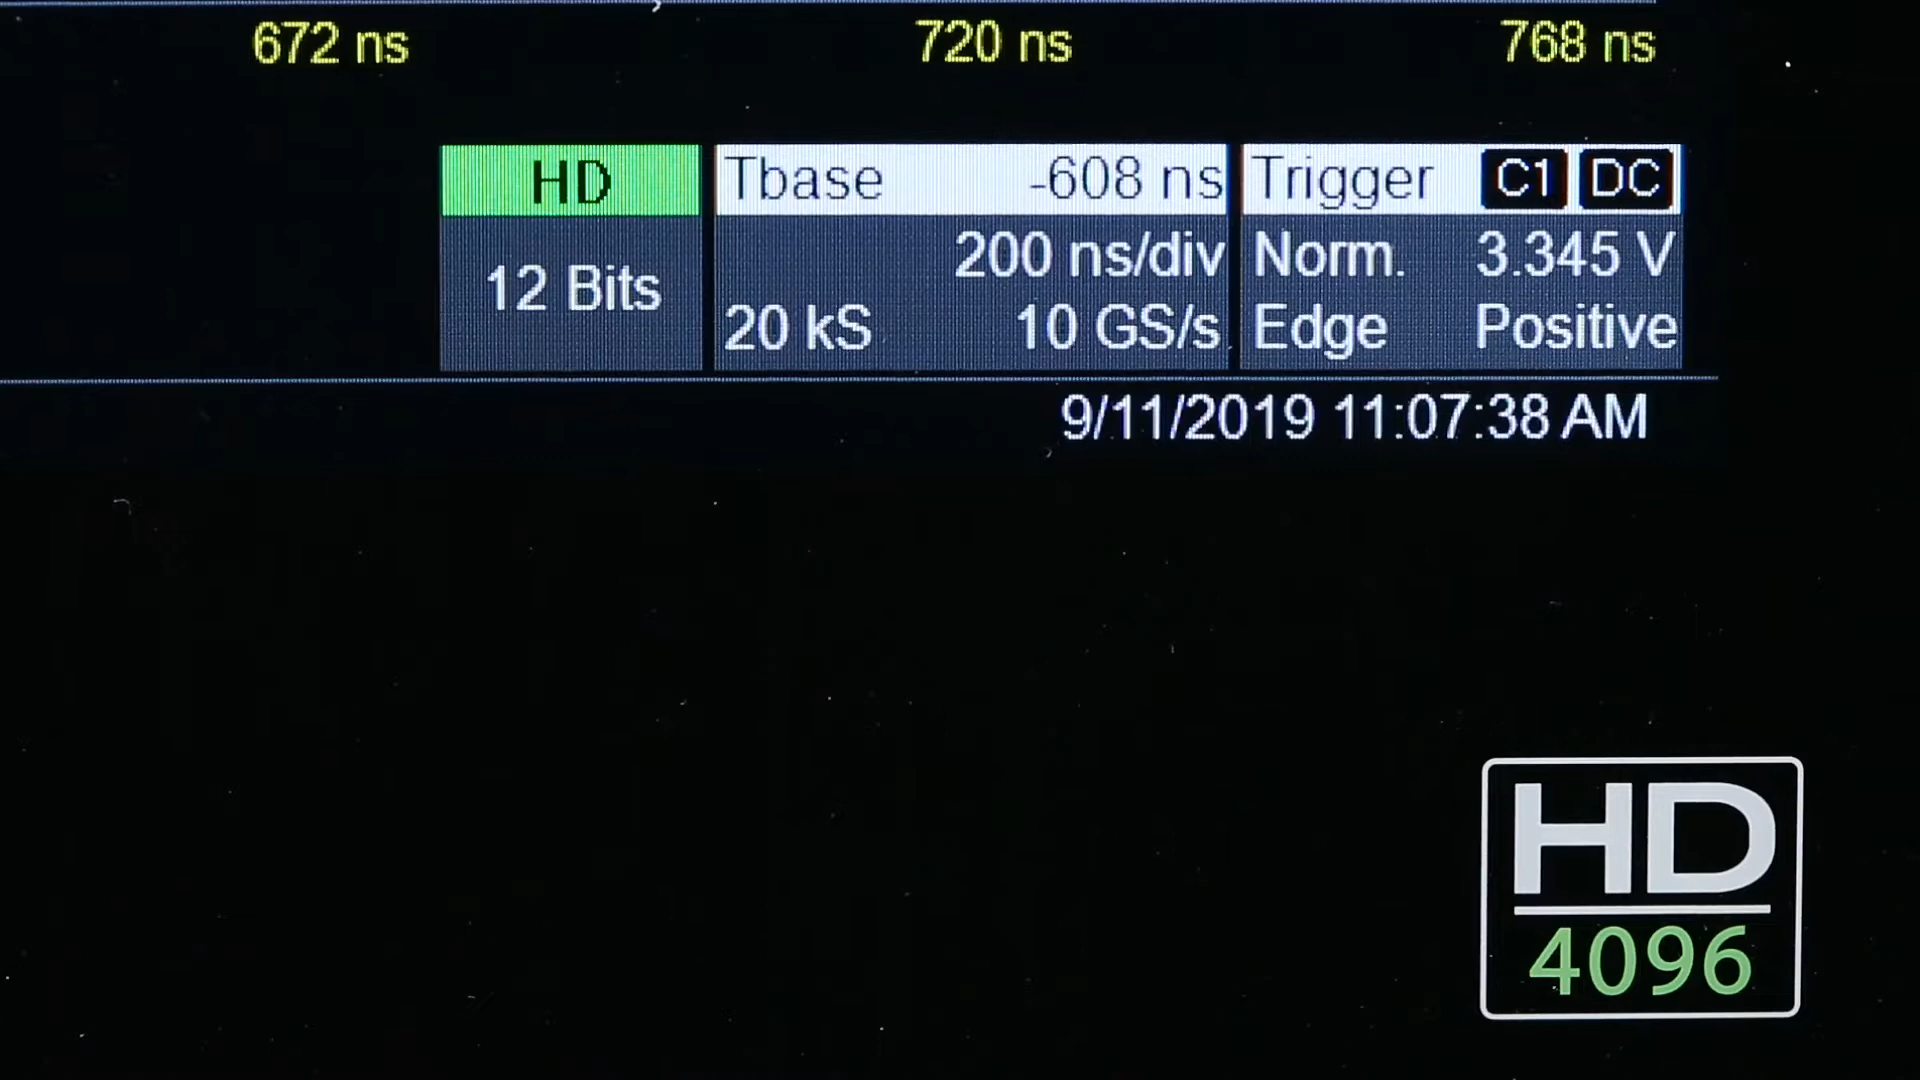 672 ns 720 ns 768 ns
HD Tbase -608 ns Trigger C1 DC
12 Bits 200 ns/div Norm. 3.345 V
20 kS 10 GS/s Edge Positive
9/11/2019 11:07:38 AM
HD
4096